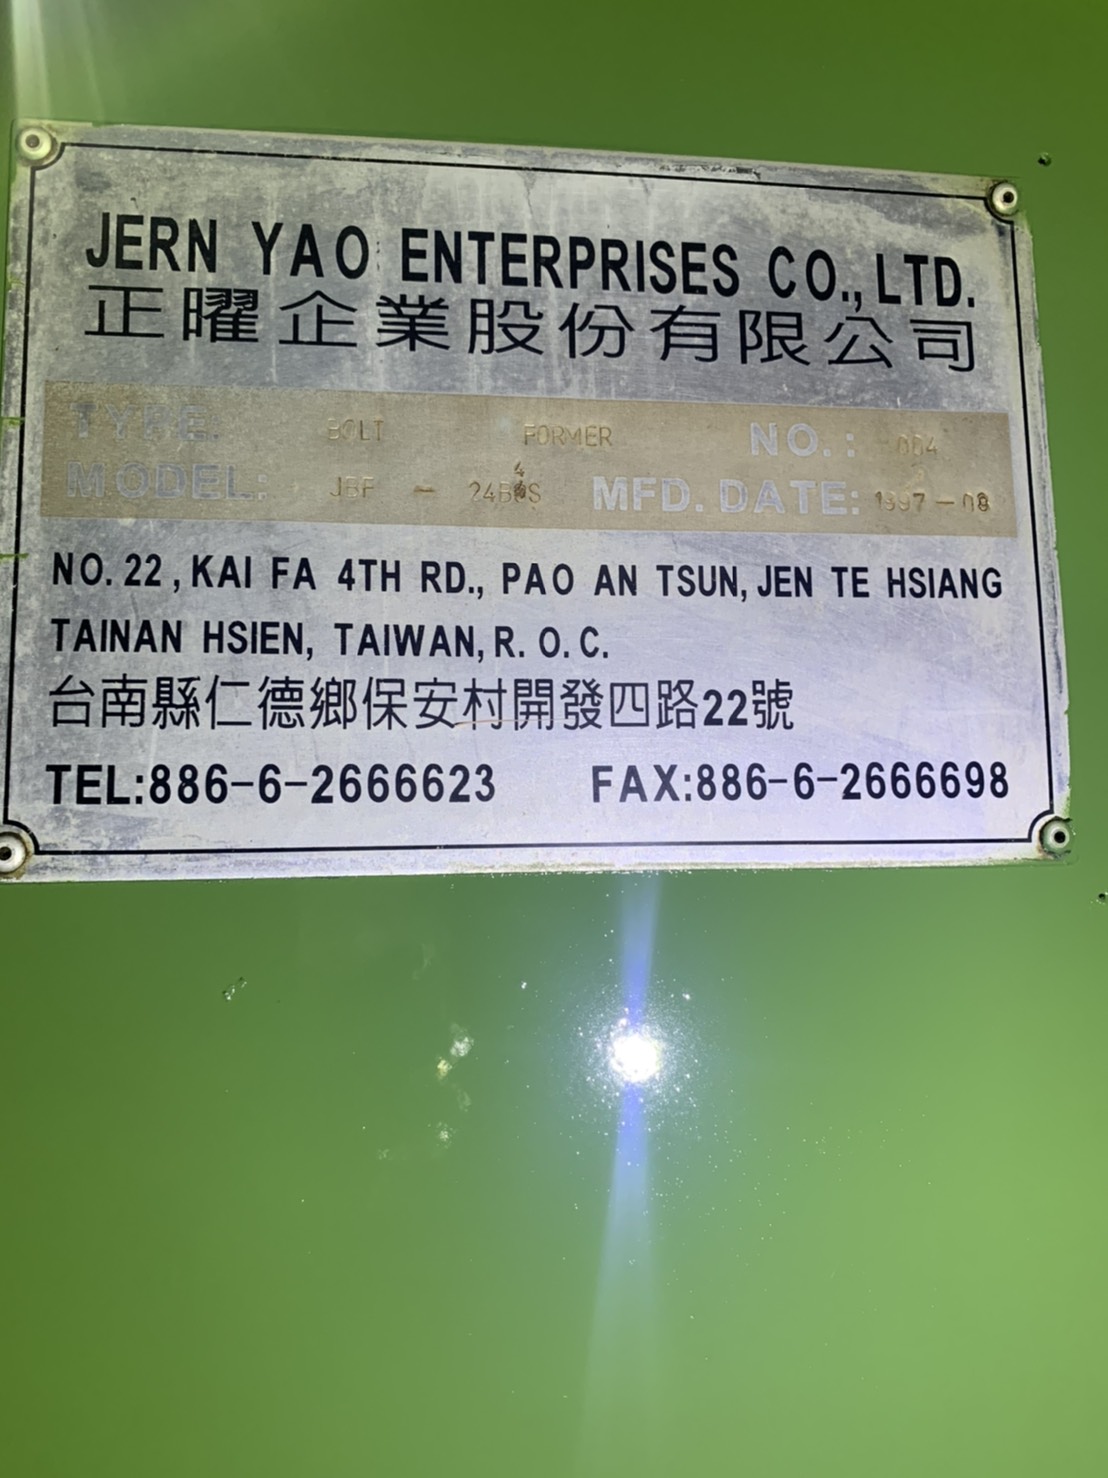 JERN YAO ENTERPRISES CO., LTD.
正曜企業股份有限公司
TYPE: BOLT FORMER NO.: 004
MODEL: JBF - MFD. DATE: 1997-08
NO. 22, KAI FA 4TH RD., PAO AN TSUN, JEN TE HSIANG
TAINAN HSIEN, TAIWAN, R. O. C.
台南縣仁德鄉保安村開發四路22號
TEL:886-6-2666623 FAX:886-6-2666698